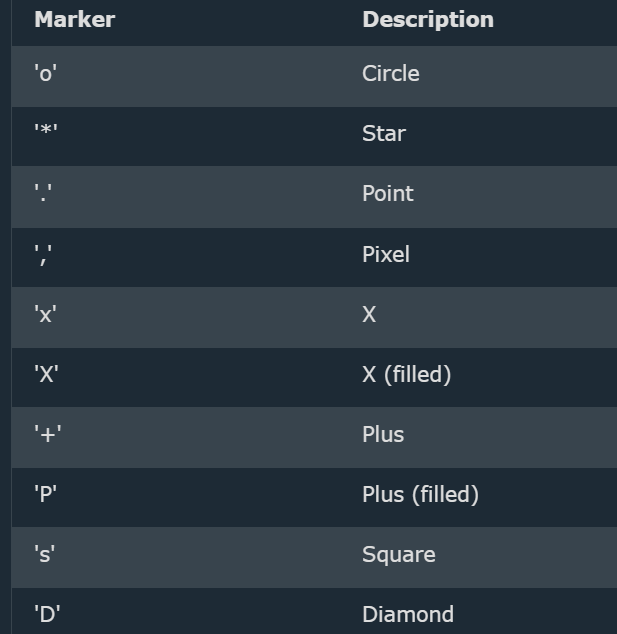 Marker Description
'o' Circle
'*' Star
'.' Point
',' Pixel
'x' X
'X' X (filled)
'+' Plus
'P' Plus (filled)
's' Square
'D' Diamond